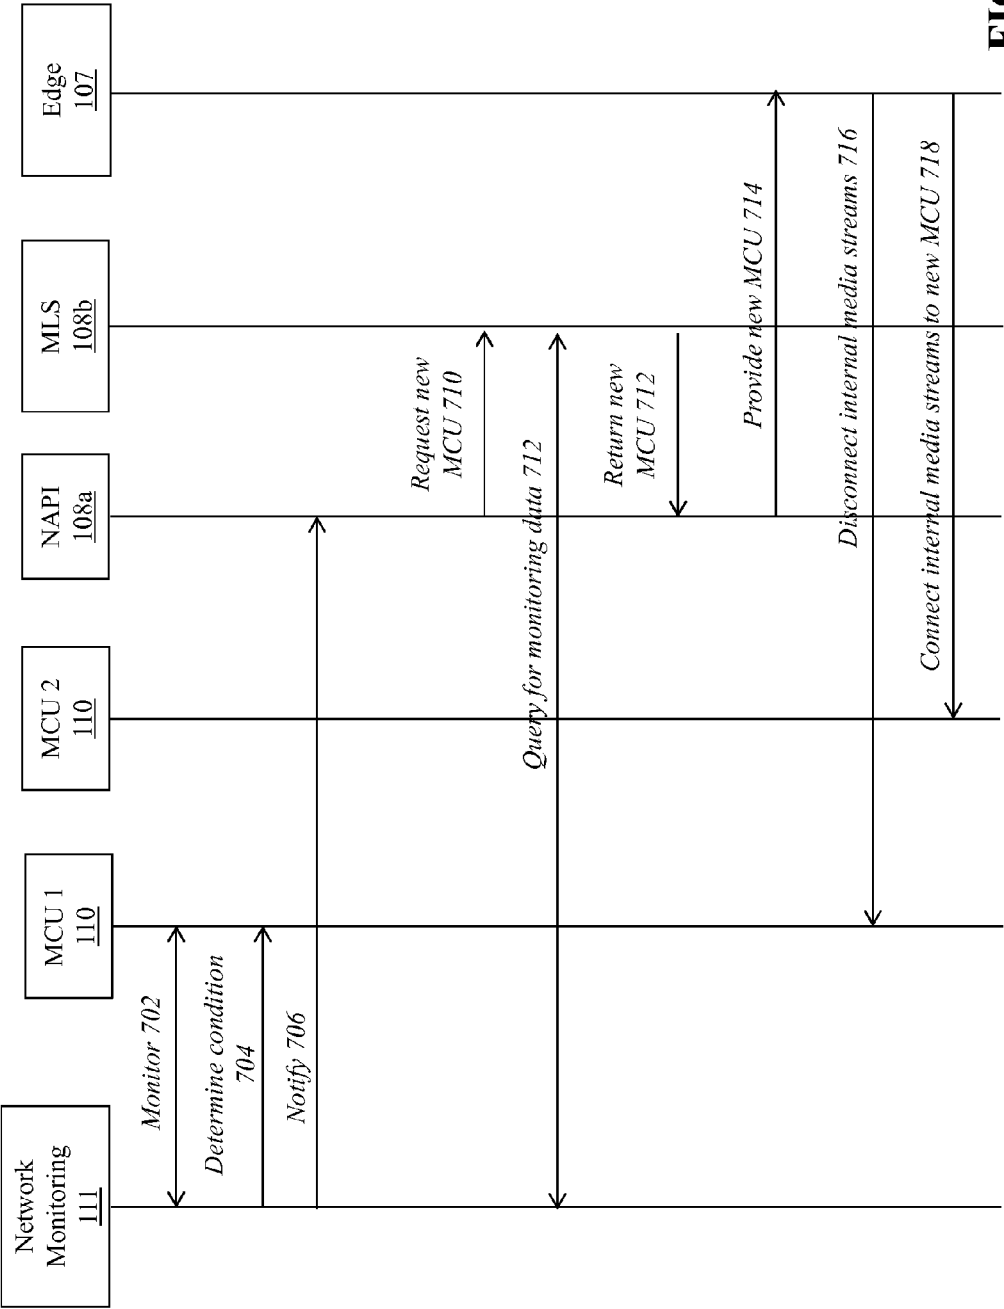 Network
Monitoring
111
MCU 1
110
MCU 2
110
NAPI
108a
MLS
108b
Edge
107
Monitor 702
Determine condition
704
Notify 706
Request new
MCU 710
Query for monitoring data 712
Return new
MCU 712
Provide new MCU 714
Disconnect internal media streams 716
Connect internal media streams to new MCU 718